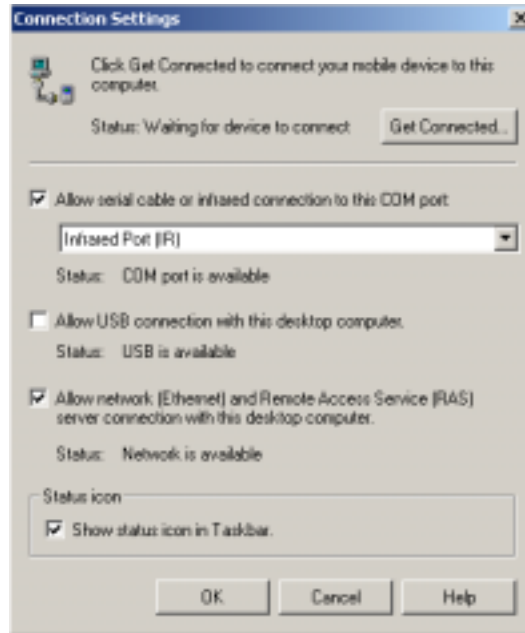 Connection Settings
Click Get Connected to connect your mobile device to this
computer.
Status: Waiting for device to connect
Get Connected...
Allow serial cable or infrared connection to this COM port:
Infrared Port (IR)
Status: COM port is available
Allow USB connection with this desktop computer.
Status: USB is available
Allow network (Ethernet) and Remote Access Service (RAS)
server connection with this desktop computer.
Status: Network is available
Status icon
Show status icon in Taskbar.
OK
Cancel
Help